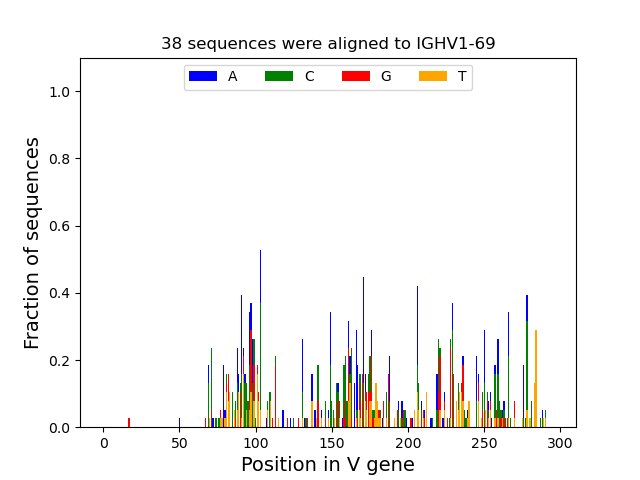 38 sequences were aligned to IGHV1-69
A C G T
Fraction of sequences
1.0
0.8
0.6
0.4
0.2
0.0
0 50 100 150 200 250 300
Position in V gene